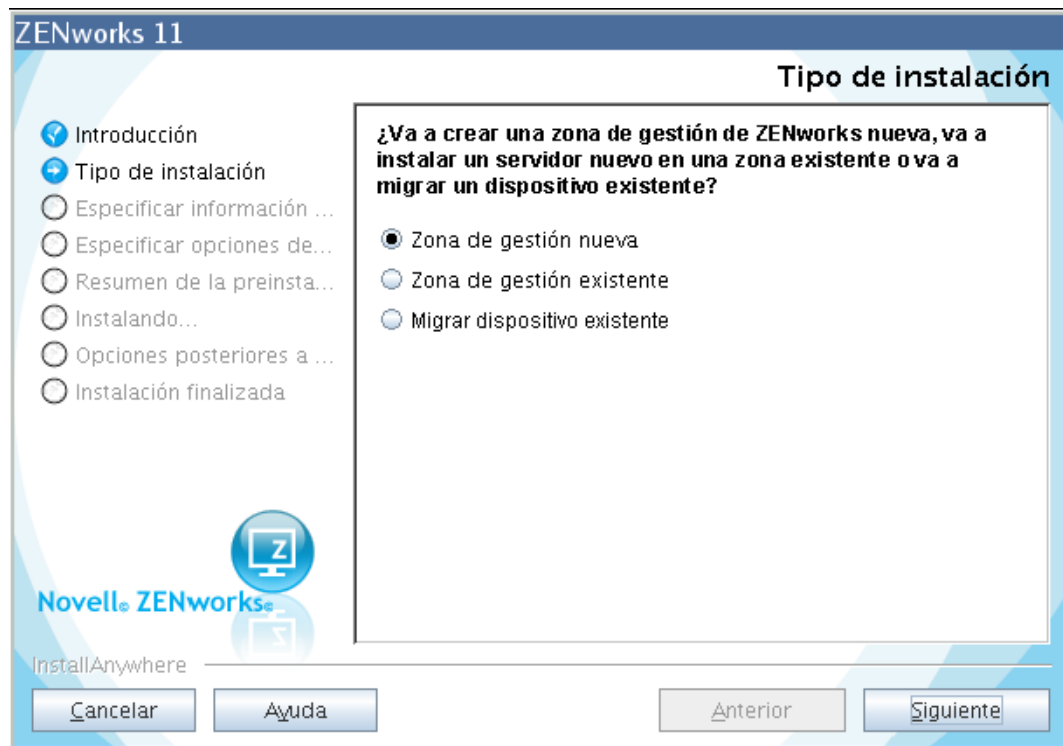 ZENworks 11
Tipo de instalación
Introducción
Tipo de instalación
Especificar información ...
Especificar opciones de...
Resumen de la preinsta...
Instalando...
Opciones posteriores a ...
Instalación finalizada
¿Va a crear una zona de gestión de ZENworks nueva, va a
instalar un servidor nuevo en una zona existente o va a
migrar un dispositivo existente?
Zona de gestión nueva
Zona de gestión existente
Migrar dispositivo existente
Z
Novell® ZENworks®
InstallAnywhere
Cancelar
Ayuda
Anterior
Siguiente